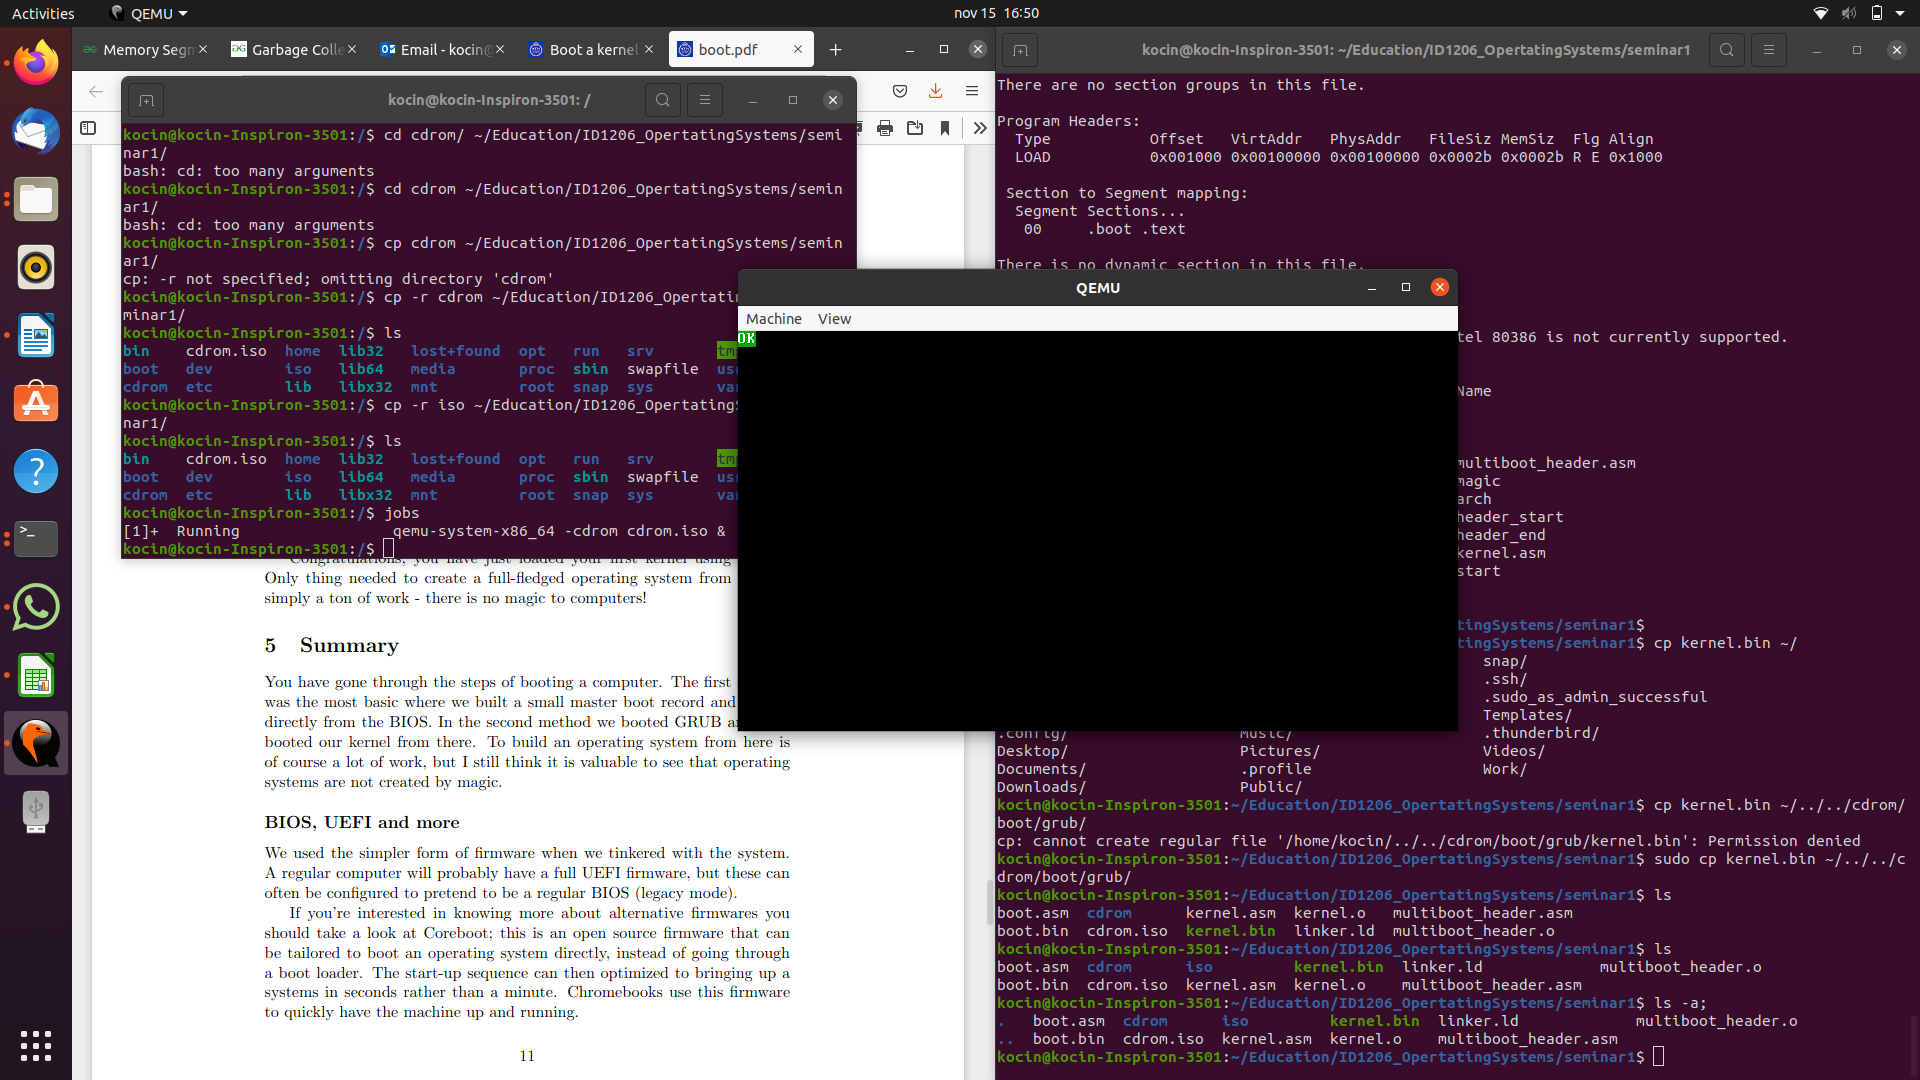 Activities
QEMU
nov 15 16:50
Memory Segm
Garbage Colle
Email - kocin@
Boot a kernel
boot.pdf
kocin@kocin-Inspiron-3501: /
kocin@kocin-Inspiron-3501:/$ cd cdrom/ ~/Education/ID1206_OpertatingSystems/semi
nar1/
bash: cd: too many arguments
kocin@kocin-Inspiron-3501:/$ cd cdrom ~/Education/ID1206_OpertatingSystems/semin
ar1/
bash: cd: too many arguments
kocin@kocin-Inspiron-3501:/$ cp cdrom ~/Education/ID1206_OpertatingSystems/semin
ar1/
cp: -r not specified; omitting directory 'cdrom'
kocin@kocin-Inspiron-3501:/$ cp -r cdrom ~/Education/ID1206_Opertatin
minar1/
kocin@kocin-Inspiron-3501:/$ ls
bin cdrom.iso home lib32 lost+found opt run srv tm
boot dev iso lib64 media proc sbin swapfile us
cdrom etc lib libx32 mnt root snap sys va
kocin@kocin-Inspiron-3501:/$ cp -r iso ~/Education/ID1206_OpertatingS
nar1/
kocin@kocin-Inspiron-3501:/$ ls
bin cdrom.iso home lib32 lost+found opt run srv tm
boot dev iso lib64 media proc sbin swapfile us
cdrom etc lib libx32 mnt root snap sys va
kocin@kocin-Inspiron-3501:/$ jobs
[1]+ Running qemu-system-x86_64 -cdrom cdrom.iso &
kocin@kocin-Inspiron-3501:/$
Congratulations, you have just loaded your first kernel using
Only thing needed to create a full-fledged operating system from
simply a ton of work - there is no magic to computers!
5 Summary
You have gone through the steps of booting a computer. The first
was the most basic where we built a small master boot record and
directly from the BIOS. In the second method we booted GRUB an
booted our kernel from there. To build an operating system from here is
of course a lot of work, but I still think it is valuable to see that operating
systems are not created by magic.
BIOS, UEFI and more
We used the simpler form of firmware when we tinkered with the system.
A regular computer will probably have a full UEFI firmware, but these can
often be configured to pretend to be a regular BIOS (legacy mode).
If you're interested in knowing more about alternative firmwares you
should take a look at Coreboot; this is an open source firmware that can
be tailored to boot an operating system directly, instead of going through
a boot loader. The start-up sequence can then optimized to bringing up a
systems in seconds rather than a minute. Chromebooks use this firmware
to quickly have the machine up and running.
11
QEMU
Machine View
OK
kocin@kocin-Inspiron-3501: ~/Education/ID1206_OpertatingSystems/seminar1
There are no section groups in this file.
Program Headers:
Type Offset VirtAddr PhysAddr FileSiz MemSiz Flg Align
LOAD 0x001000 0x00100000 0x00100000 0x0002b 0x0002b R E 0x1000
Section to Segment mapping:
Segment Sections...
00 .boot .text
There is no dynamic section in this file.
tel 80386 is not currently supported.
Name
multiboot_header.asm
magic
arch
header_start
header_end
kernel.asm
start
tingSystems/seminar1$
tingSystems/seminar1$ cp kernel.bin ~/
snap/
.ssh/
.sudo_as_admin_successful
Templates/
.config/ Music/ .thunderbird/
Desktop/ Pictures/ Videos/
Documents/ .profile Work/
Downloads/ Public/
kocin@kocin-Inspiron-3501:~/Education/ID1206_OpertatingSystems/seminar1$ cp kernel.bin ~/../../cdrom/
boot/grub/
cp: cannot create regular file '/home/kocin/../../cdrom/boot/grub/kernel.bin': Permission denied
kocin@kocin-Inspiron-3501:~/Education/ID1206_OpertatingSystems/seminar1$ sudo cp kernel.bin ~/../../c
drom/boot/grub/
kocin@kocin-Inspiron-3501:~/Education/ID1206_OpertatingSystems/seminar1$ ls
boot.asm cdrom kernel.asm kernel.o multiboot_header.asm
boot.bin cdrom.iso kernel.bin linker.ld multiboot_header.o
kocin@kocin-Inspiron-3501:~/Education/ID1206_OpertatingSystems/seminar1$ ls
boot.asm cdrom iso kernel.bin linker.ld multiboot_header.o
boot.bin cdrom.iso kernel.asm kernel.o multiboot_header.asm
kocin@kocin-Inspiron-3501:~/Education/ID1206_OpertatingSystems/seminar1$ ls -a;
. boot.asm cdrom iso kernel.bin linker.ld multiboot_header.o
.. boot.bin cdrom.iso kernel.asm kernel.o multiboot_header.asm
kocin@kocin-Inspiron-3501:~/Education/ID1206_OpertatingSystems/seminar1$